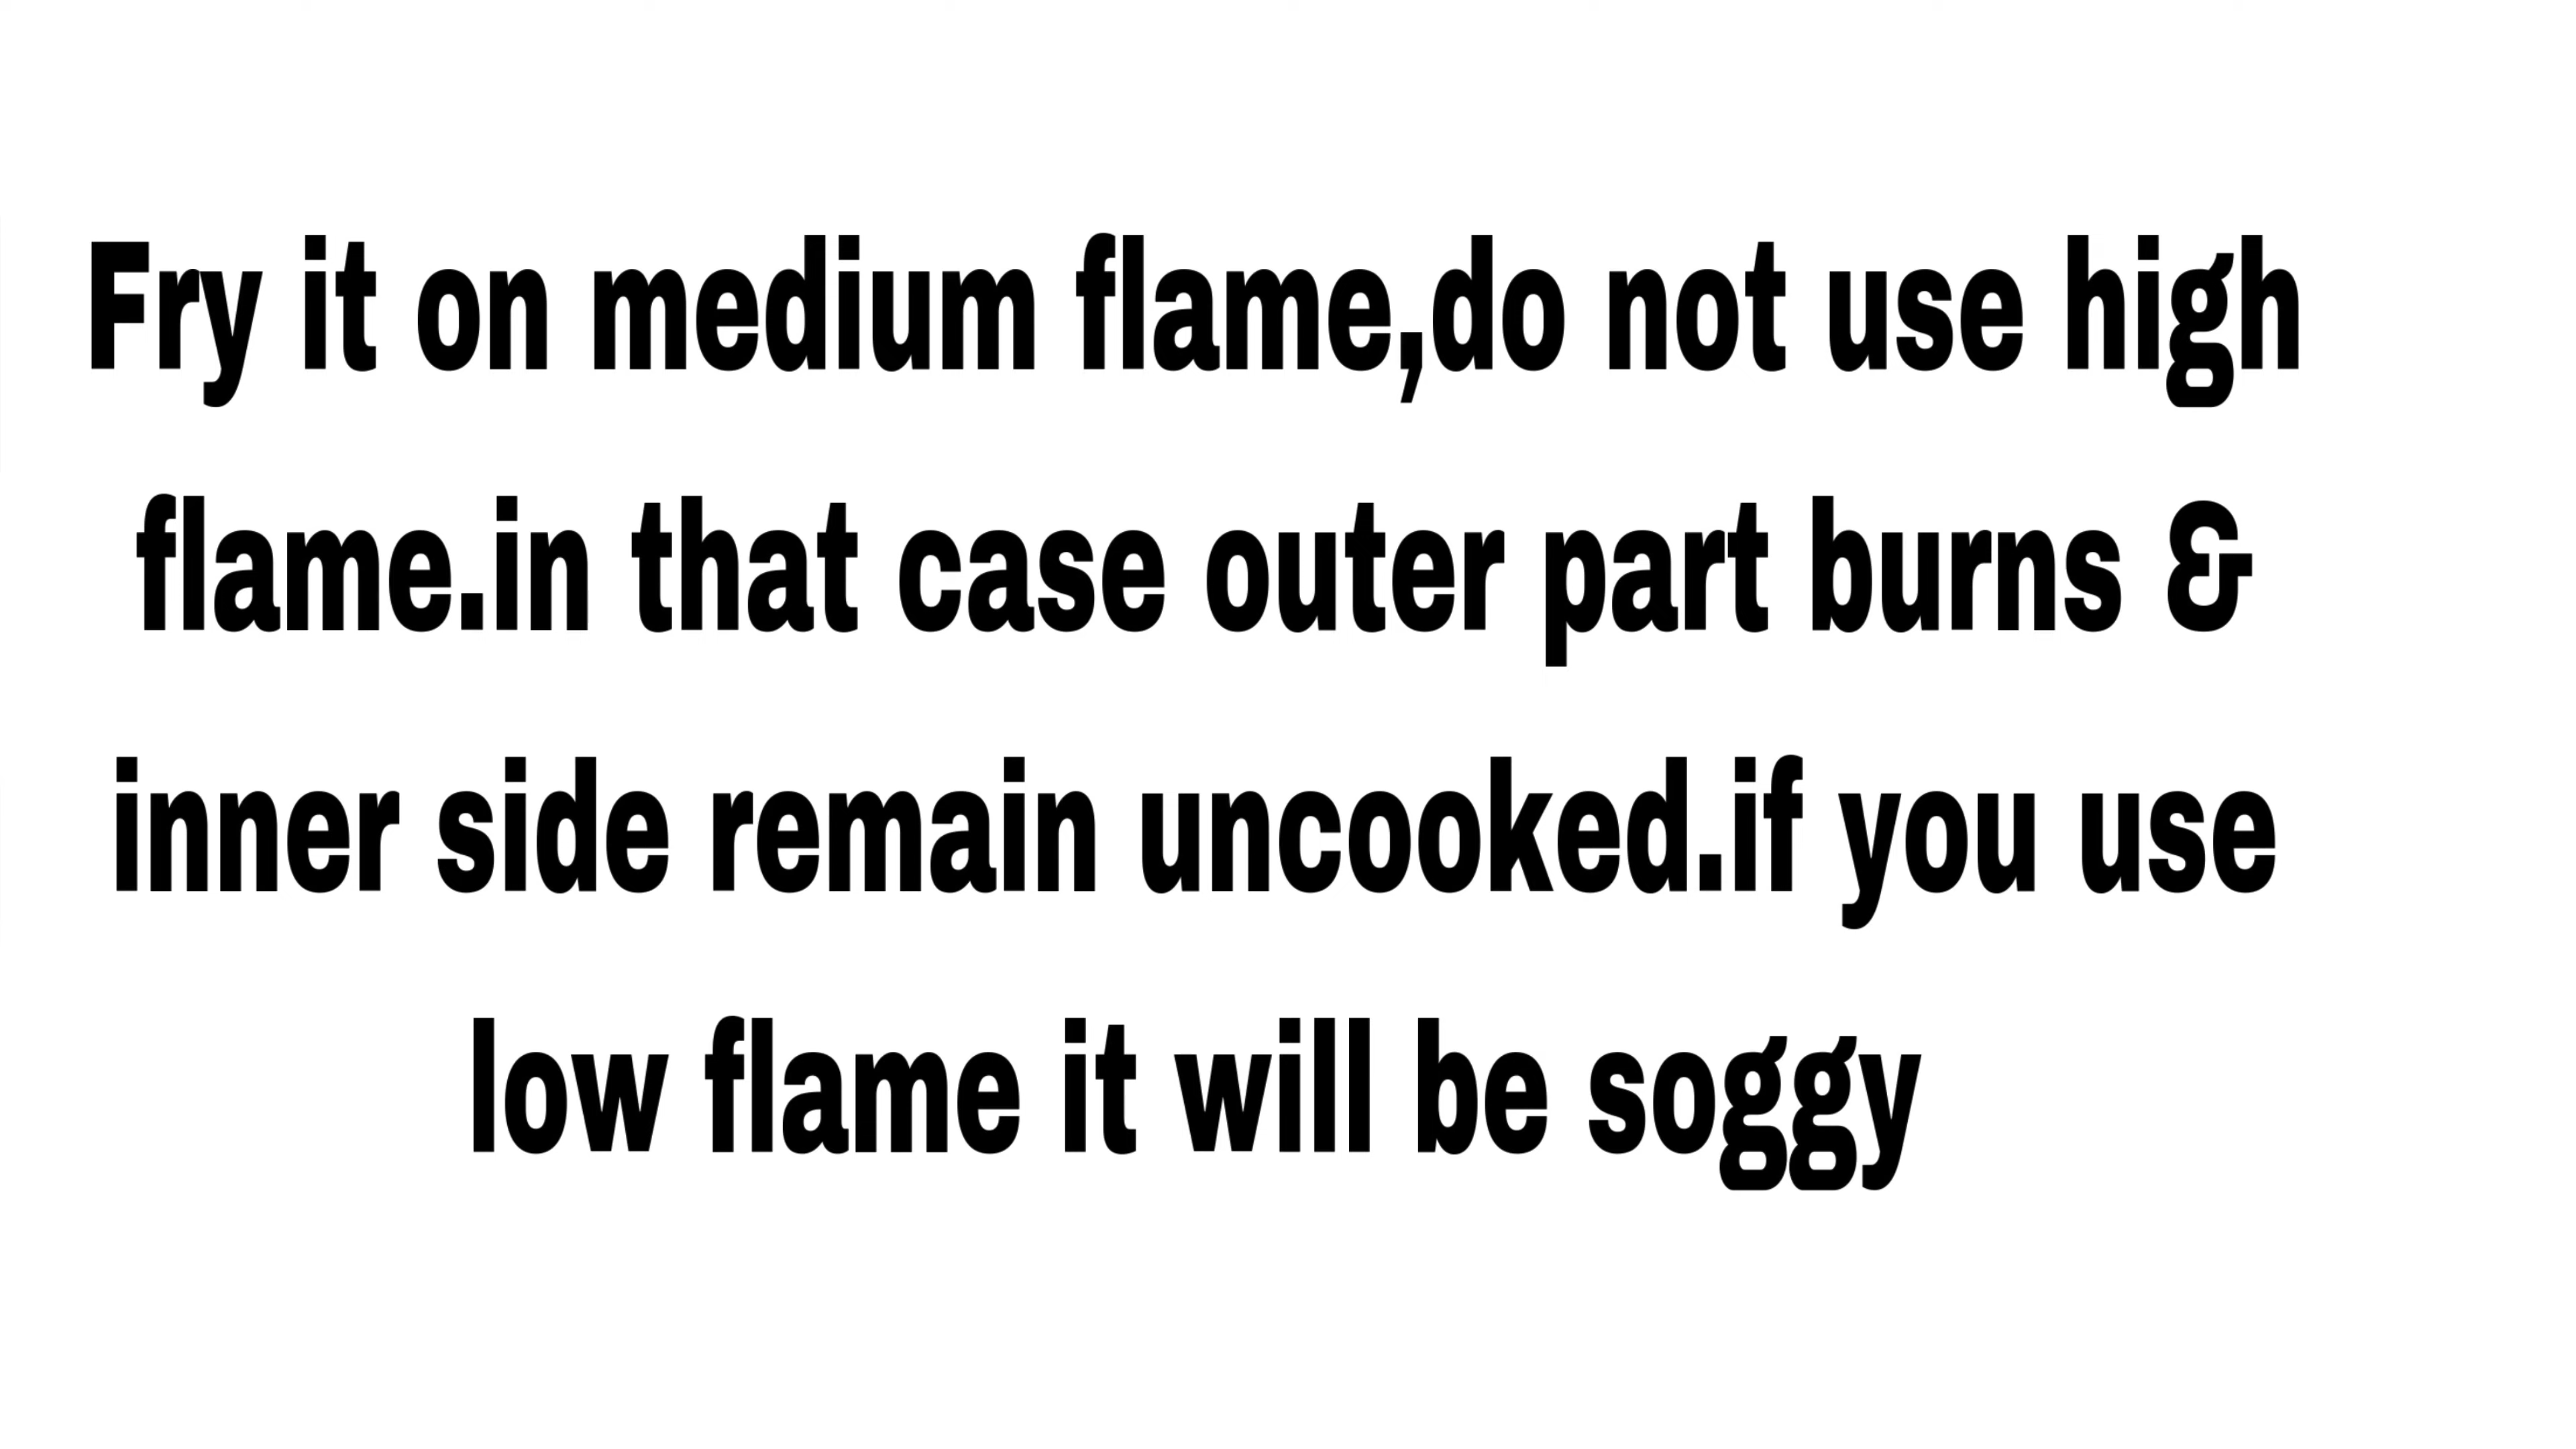 Fry it on medium flame,do not use high
flame.in that case outer part burns &
inner side remain uncooked.if you use
low flame it will be soggy